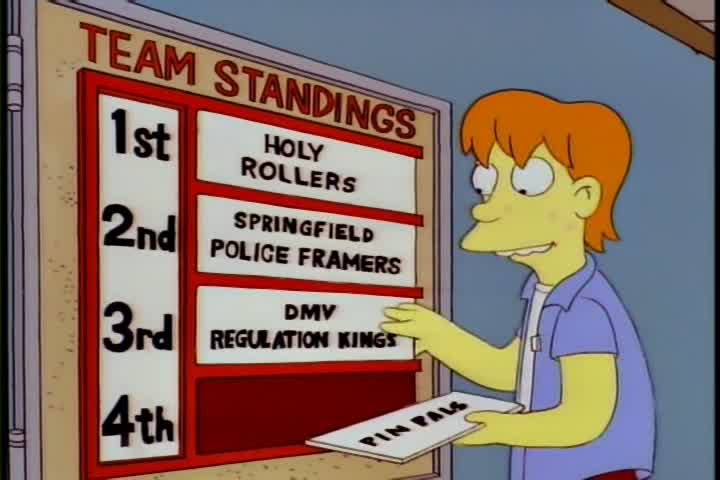 TEAM STANDINGS
1st
HOLY
ROLLERS
2nd
SPRINGFIELD
POLICE FRAMERS
3rd
DMV
REGULATION KINGS
4th
PIN PALS